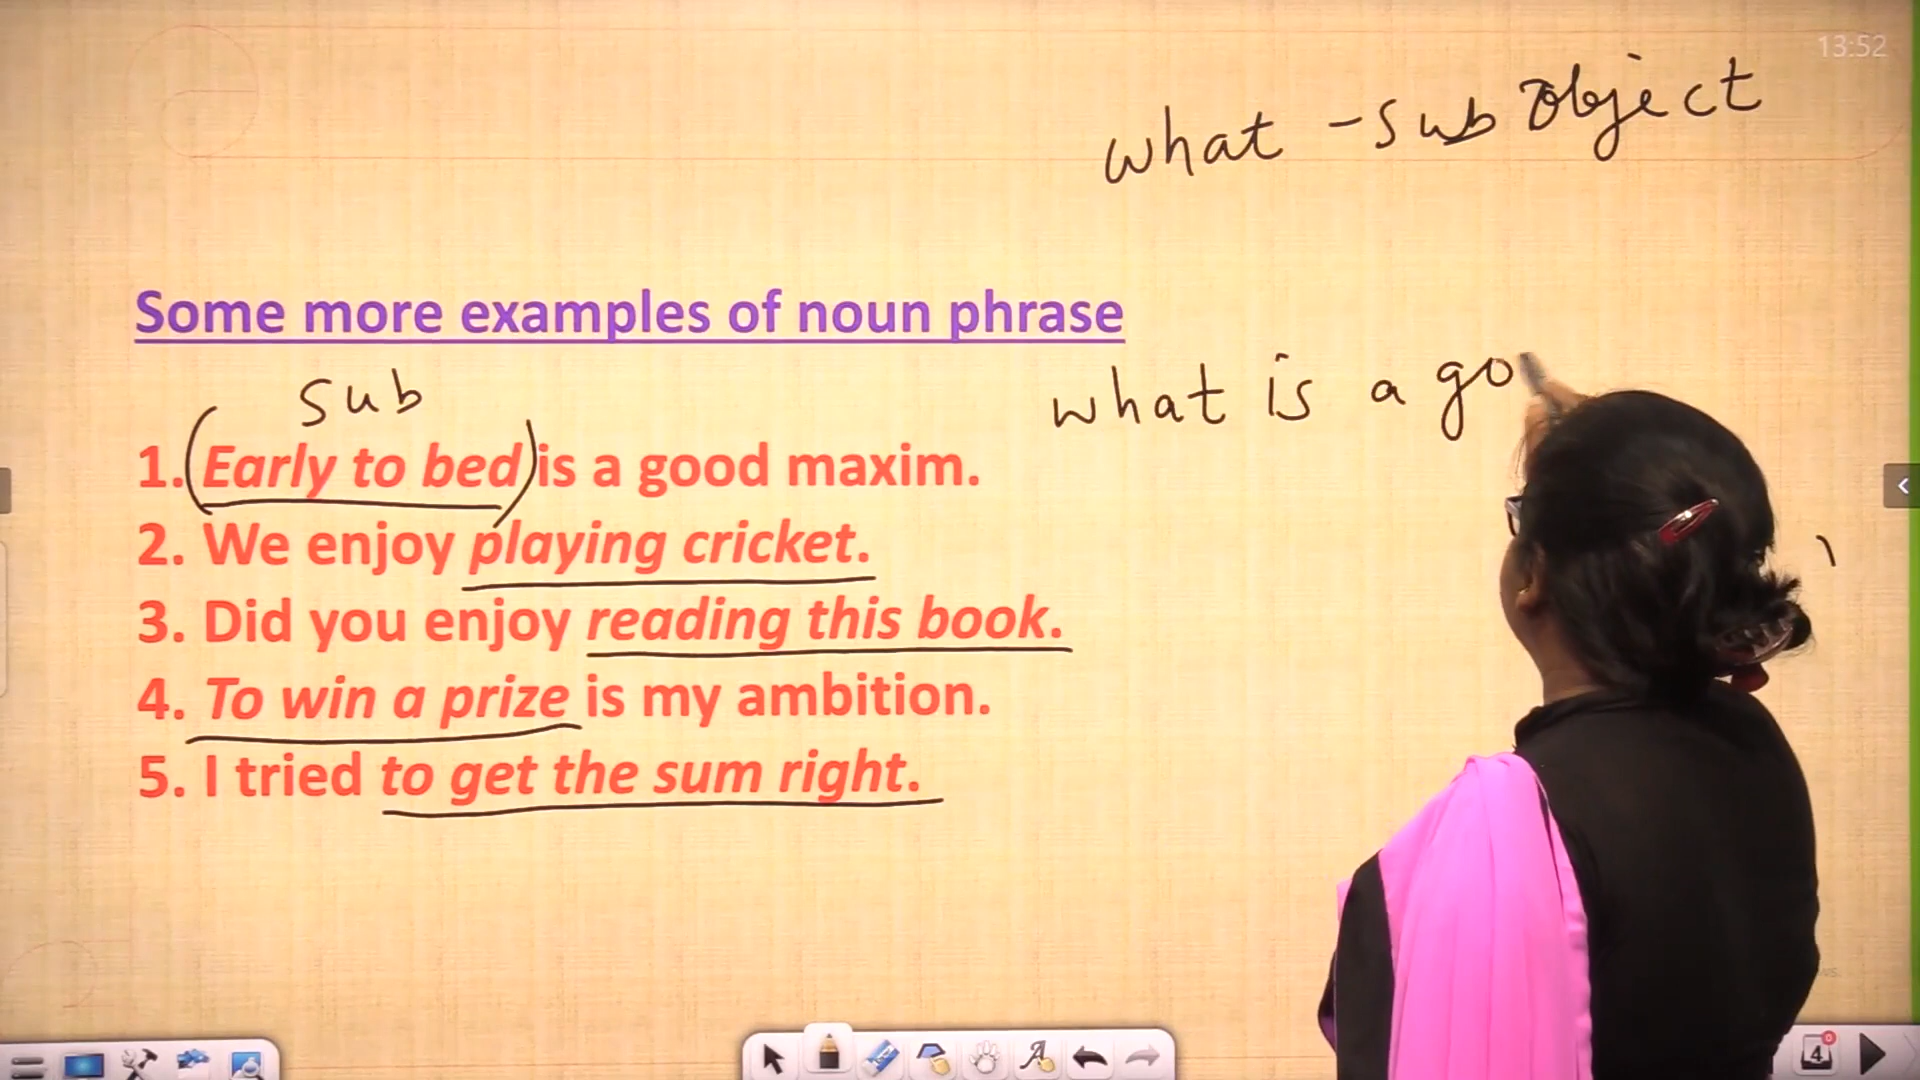 13:52
what - sub object
Some more examples of noun phrase
sub
what is a go
1. (Early to bed) is a good maxim.
2. We enjoy playing cricket.
3. Did you enjoy reading this book.
4. To win a prize is my ambition.
5. I tried to get the sum right.
4
0